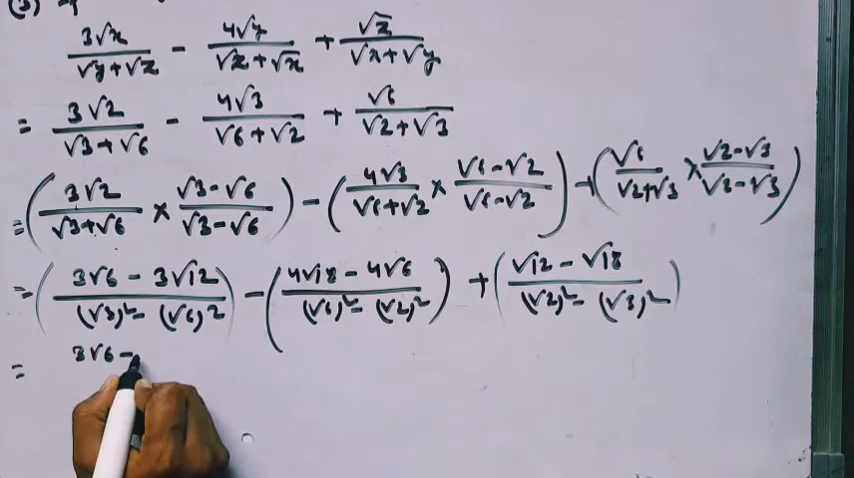 (3)
3√x/(√y+√z) - 4√y/(√z+√x) + √z/(√x+√y)
= 3√2/(√3+√6) - 4√3/(√6+√2) + √6/(√2+√3)
= (3√2/(√3+√6) × (√3-√6)/(√3-√6)) - (4√3/(√6+√2) × (√6-√2)/(√6-√2)) + (√6/(√2+√3) × (√2-√3)/(√2-√3))
= ((3√6 - 3√12)/((√3)² - (√6)²)) - ((4√18 - 4√6)/((√6)² - (√2)²)) + ((√12 - √18)/((√2)² - (√3)²))
= 3√6 -